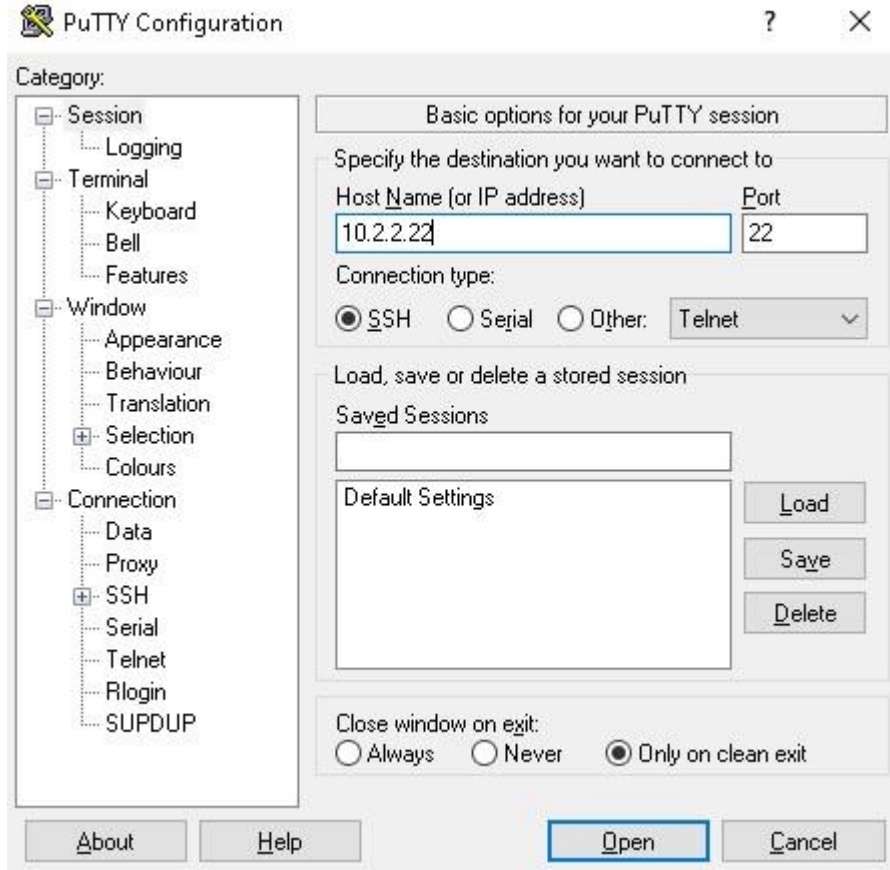 PuTTY Configuration
Category:
Session
Logging
Terminal
Keyboard
Bell
Features
Window
Appearance
Behaviour
Translation
Selection
Colours
Connection
Data
Proxy
SSH
Serial
Telnet
Rlogin
SUPDUP
Basic options for your PuTTY session
Specify the destination you want to connect to
Host Name (or IP address) Port
10.2.2.22 22
Connection type:
SSH Serial Other: Telnet
Load, save or delete a stored session
Saved Sessions
Default Settings
Load
Save
Delete
Close window on exit:
Always Never Only on clean exit
About Help Open Cancel